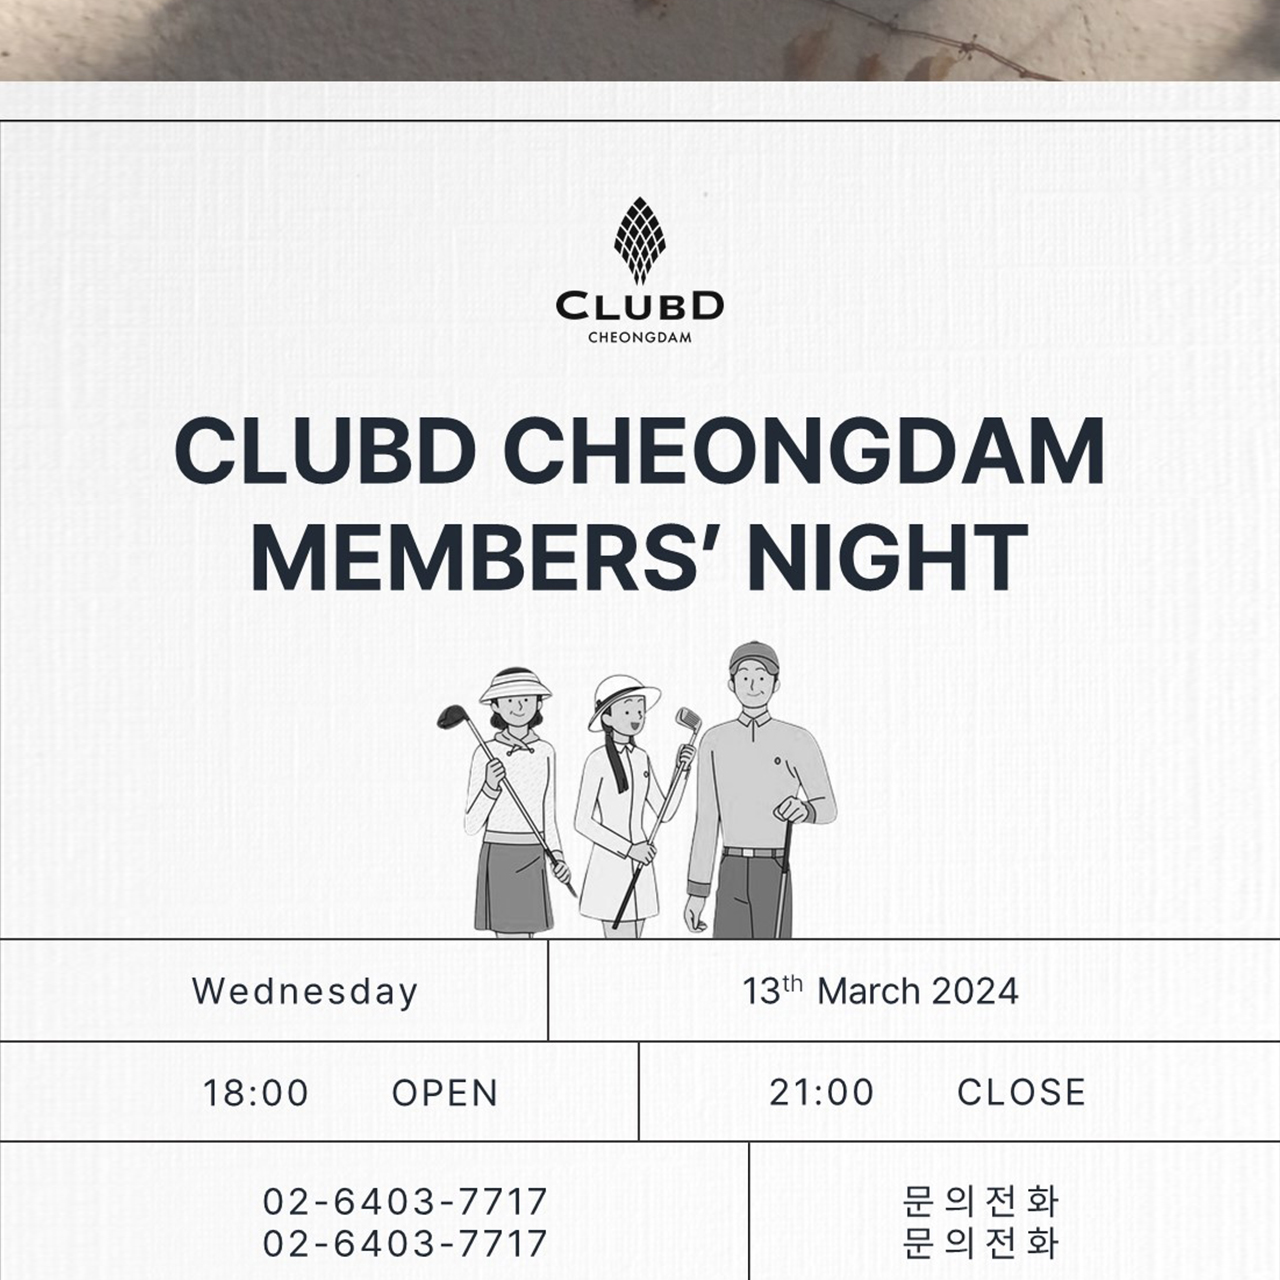 CLUBD
CHEONGDAM
CLUBD CHEONGDAM
MEMBERS’ NIGHT
Wednesday 13th March 2024
18:00 OPEN 21:00 CLOSE
02-6403-7717 문의전화
02-6403-7717 문의전화